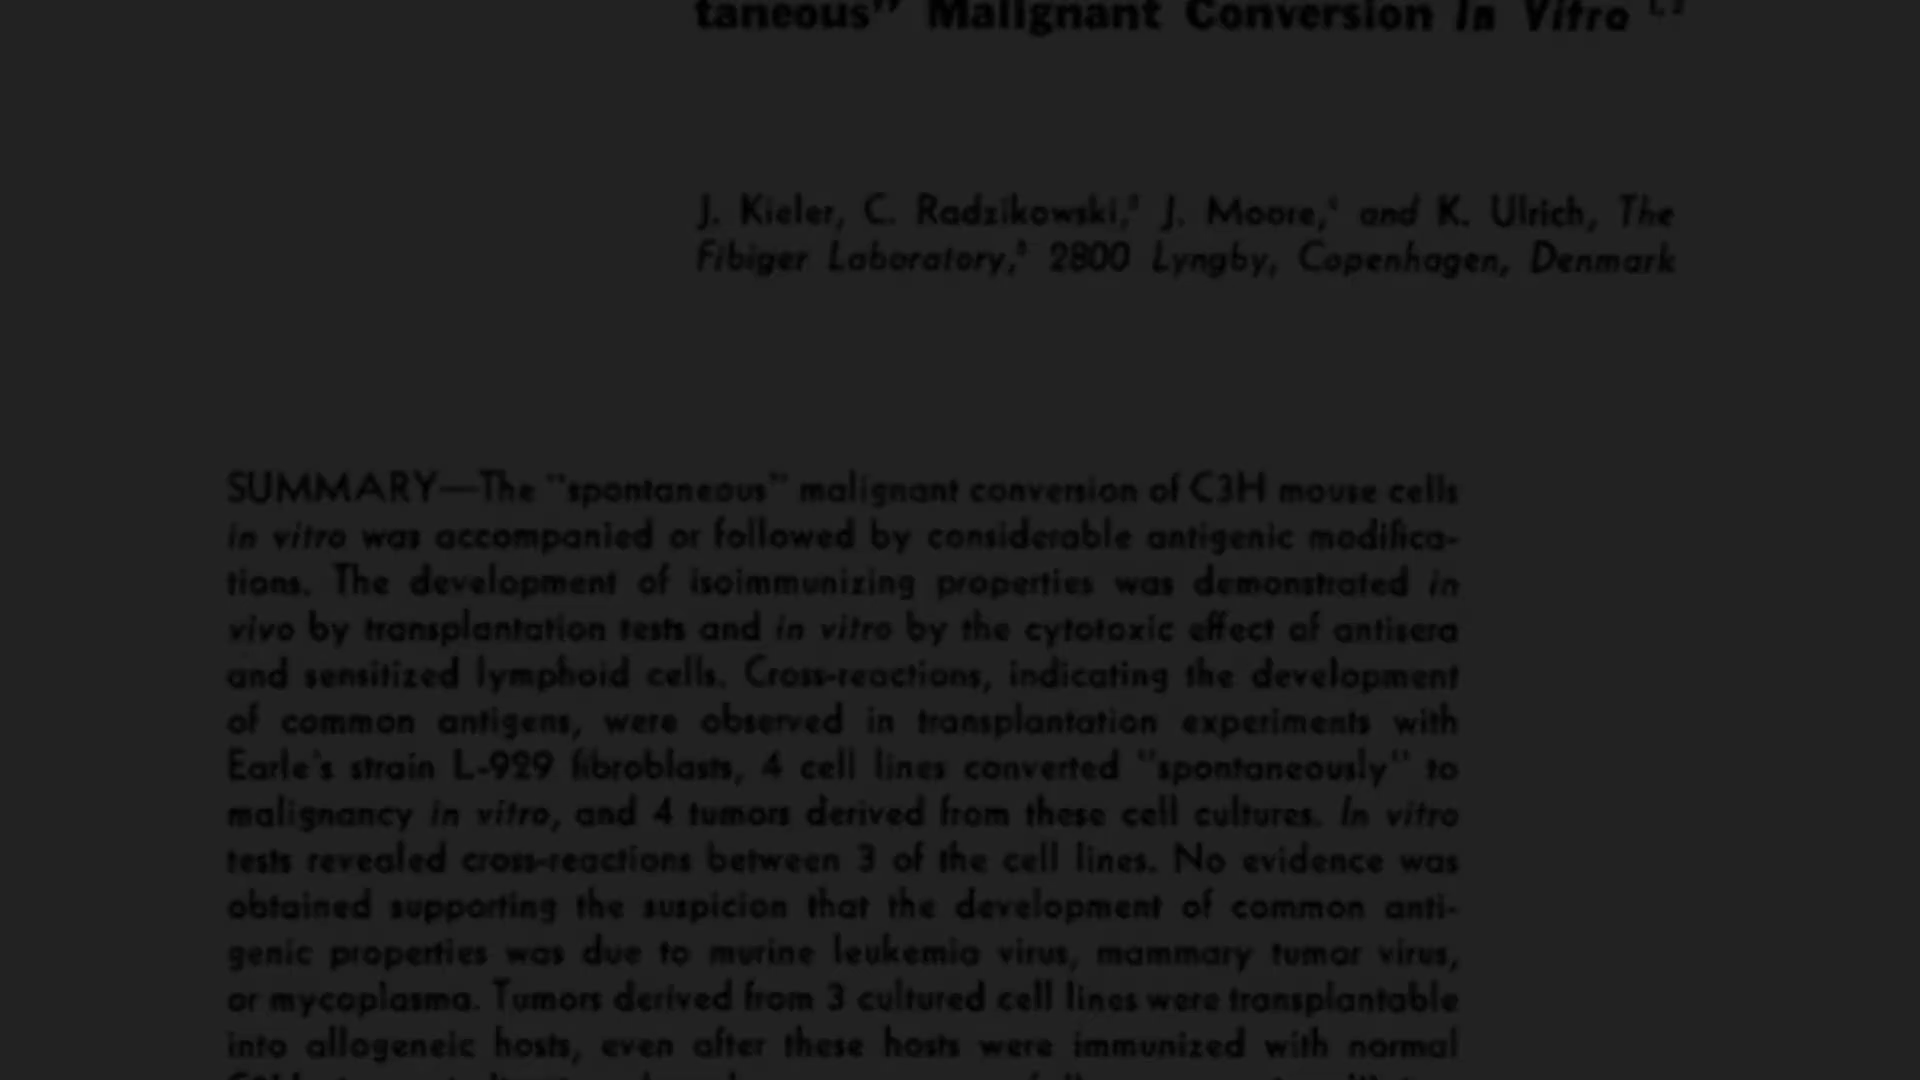 taneous" Malignant Conversion In Vitro 1, 2
J. Kieler, C. Radzikowski,3 J. Moore,4 and K. Ulrich, The
Fibiger Laboratory,5 2800 Lyngby, Copenhagen, Denmark
SUMMARY—The "spontaneous" malignant conversion of C3H mouse cells
in vitro was accompanied or followed by considerable antigenic modifica-
tions. The development of isoimmunizing properties was demonstrated in
vivo by transplantation tests and in vitro by the cytotoxic effect of antisera
and sensitized lymphoid cells. Cross-reactions, indicating the development
of common antigens, were observed in transplantation experiments with
Earle's strain L-929 fibroblasts, 4 cell lines converted "spontaneously" to
malignancy in vitro, and 4 tumors derived from these cell cultures. In vitro
tests revealed cross-reactions between 3 of the cell lines. No evidence was
obtained supporting the suspicion that the development of common anti-
genic properties was due to murine leukemia virus, mammary tumor virus,
or mycoplasma. Tumors derived from 3 cultured cell lines were transplantable
into allogeneic hosts, even after these hosts were immunized with normal